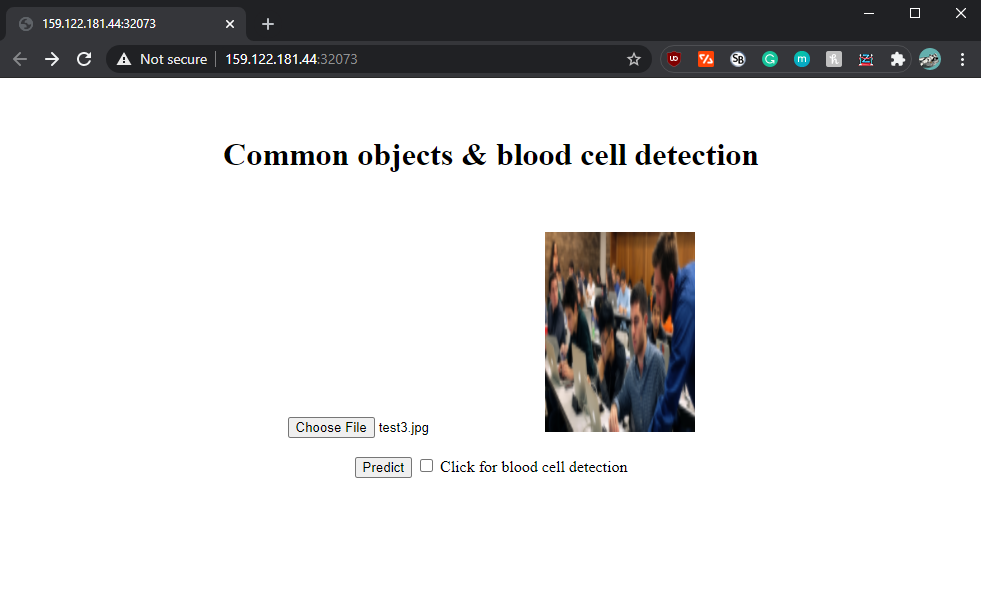 159.122.181.44:32073
Not secure 159.122.181.44:32073
Common objects & blood cell detection
Choose File test3.jpg
Predict Click for blood cell detection